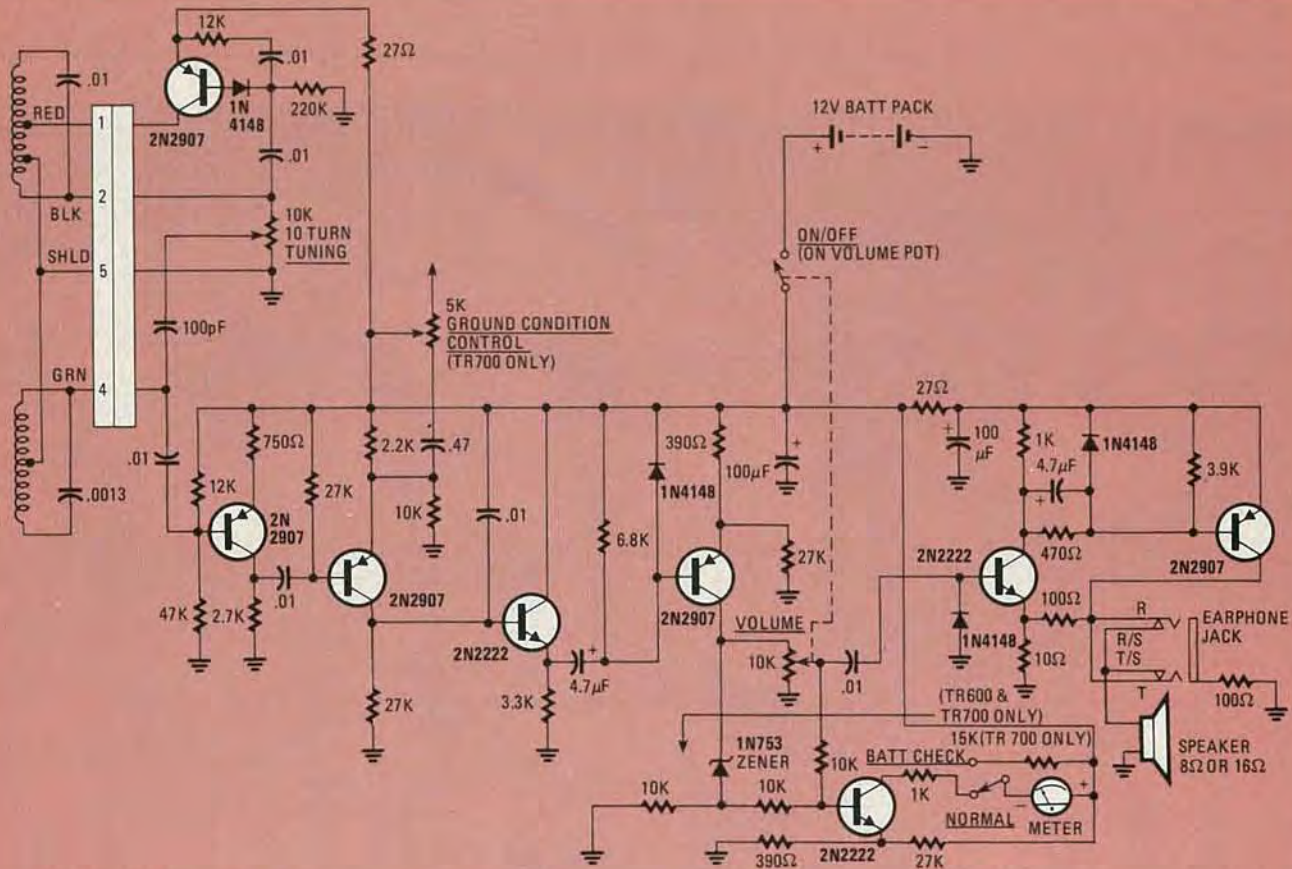 12K
.01
27Ω
.01
RED
1
2N2907
1N
4148
220K
12V BATT PACK
+
−
.01
2
BLK
10K
10 TURN
TUNING
SHLD
5
ON/OFF
(ON VOLUME POT)
100pF
5K
GROUND CONDITION
CONTROL
(TR700 ONLY)
GRN
4
27Ω
.01
12K
750Ω
27K
2.2K
.47
10K
.01
6.8K
1N4148
390Ω
100µF
+
+
100
µF
1K
4.7µF
+
1N4148
3.9K
.0013
2N
2907
27K
470Ω
47K
2.7K
.01
2N2907
2N2222
2N2907
2N2222
100Ω
2N2907
VOLUME
10K
.01
1N4148
10Ω
R
R/S
T/S
T
EARPHONE
JACK
100Ω
27K
3.3K
4.7µF
+
(TR600 &
TR700 ONLY)
15K(TR 700 ONLY)
SPEAKER
8Ω OR 16Ω
1N753
ZENER
10K
BATT CHECK
10K
10K
1K
−
+
NORMAL
METER
390Ω
2N2222
27K